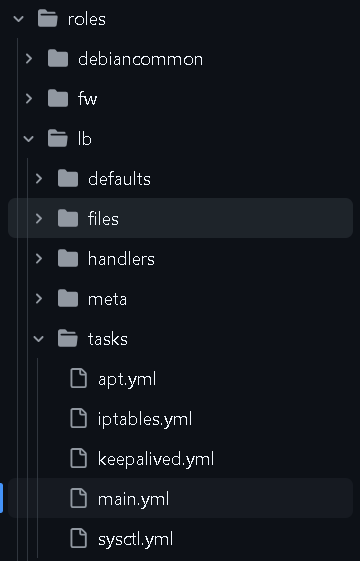 roles
debiancommon
fw
lb
defaults
files
handlers
meta
tasks
apt.yml
iptables.yml
keepalived.yml
main.yml
sysctl.yml